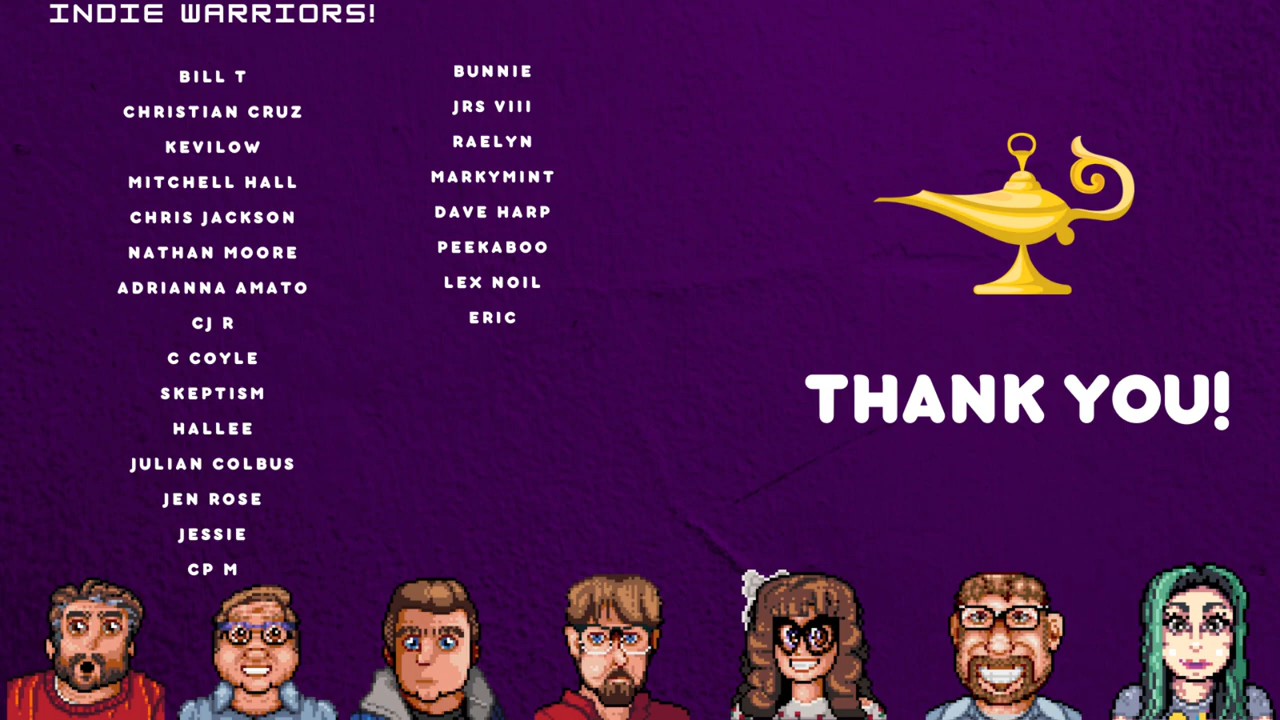 INDIE WARRIORS!
BILL T
CHRISTIAN CRUZ
KEVILOW
MITCHELL HALL
CHRIS JACKSON
NATHAN MOORE
ADRIANNA AMATO
CJ R
C COYLE
SKEPTISM
HALLEE
JULIAN COLBUS
JEN ROSE
JESSIE
CP M
BUNNIE
JRS VIII
RAELYN
MARKYMINT
DAVE HARP
PEEKABOO
LEX NOIL
ERIC
THANK YOU!